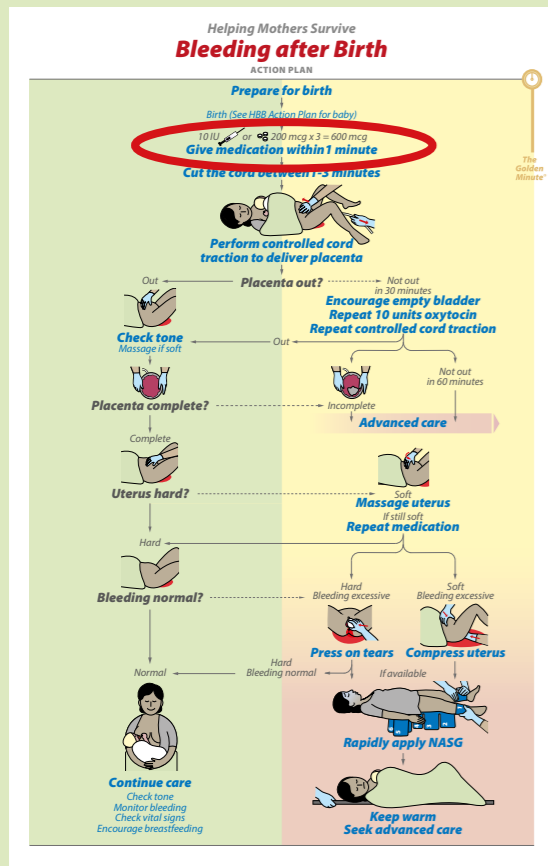 Helping Mothers Survive
Bleeding after Birth
ACTION PLAN
Prepare for birth
Birth (See HBB Action Plan for baby)
10 IU or 200 mcg x 3 = 600 mcg
Give medication within 1 minute
Cut the cord between 1-3 minutes
The
Golden
Minute®
Perform controlled cord
traction to deliver placenta
Out
Placenta out?
Not out
in 30 minutes
Encourage empty bladder
Repeat 10 units oxytocin
Repeat controlled cord traction
Check tone
Massage if soft
Out
Not out
in 60 minutes
Placenta complete?
Incomplete
Advanced care
Complete
Uterus hard?
Soft
Massage uterus
If still soft
Repeat medication
Hard
Bleeding normal?
Hard
Bleeding excessive
Soft
Bleeding excessive
Press on tears
Compress uterus
Normal
Hard
Bleeding normal
If available
Rapidly apply NASG
Continue care
Check tone
Monitor bleeding
Check vital signs
Encourage breastfeeding
Keep warm
Seek advanced care